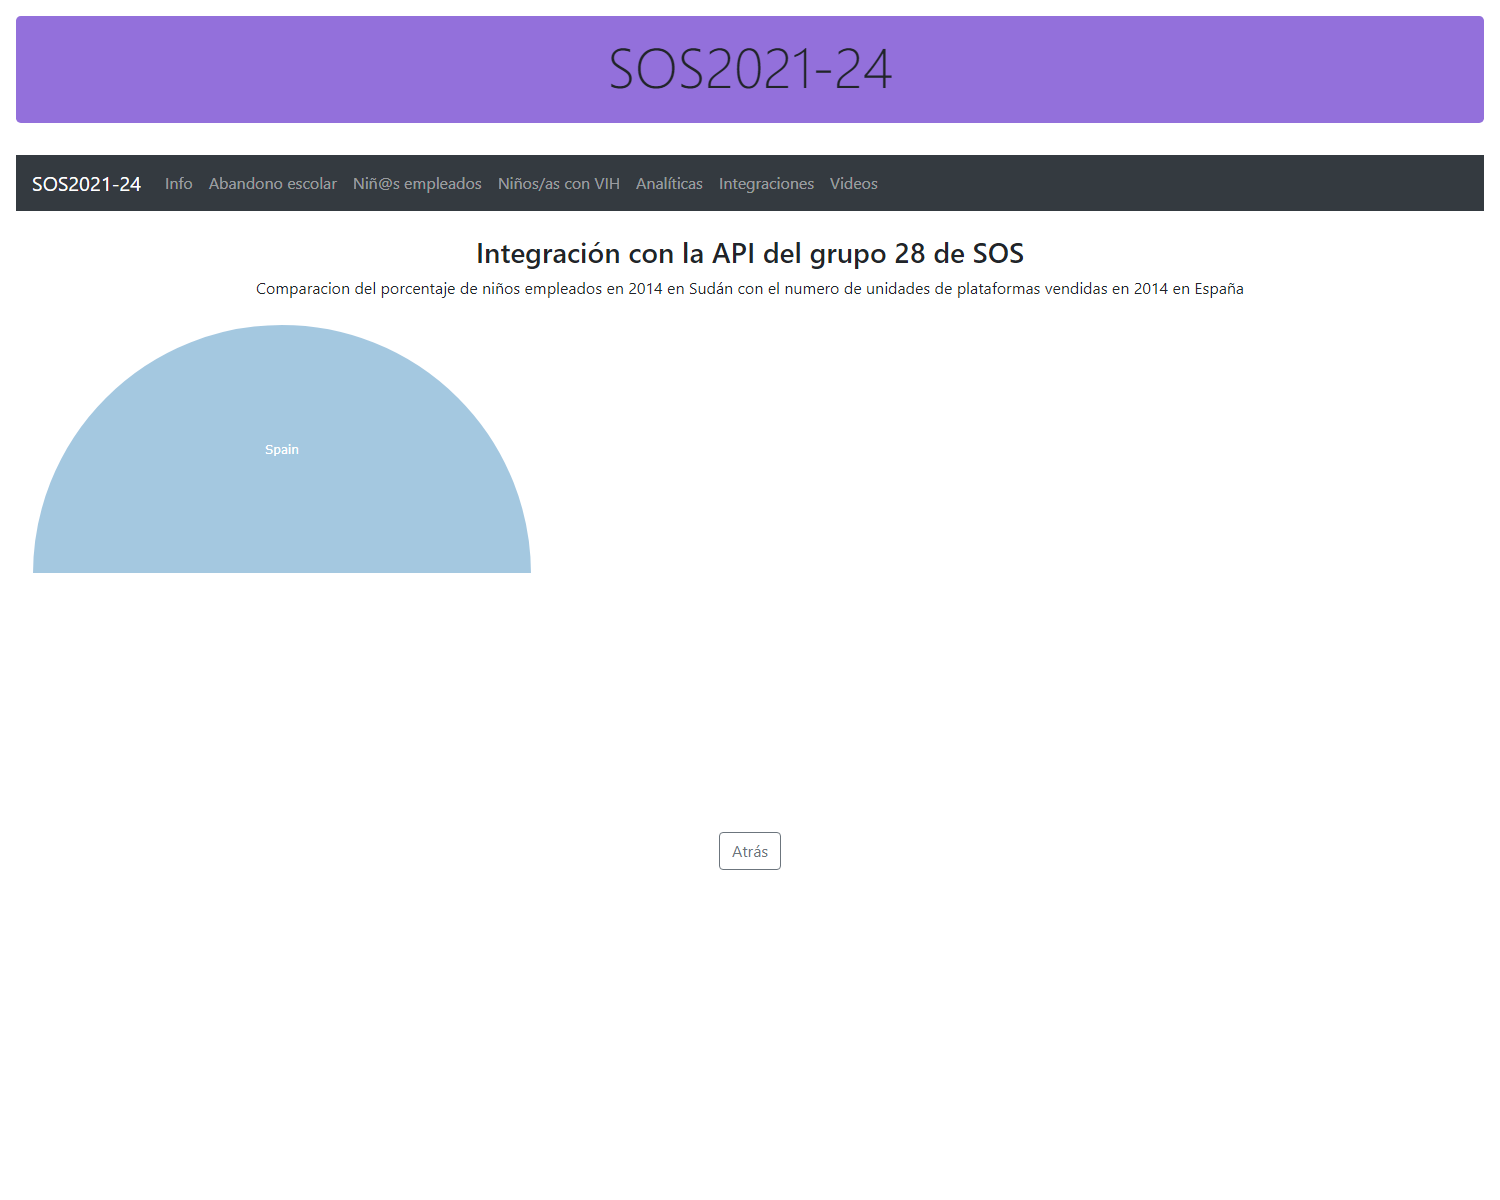 SOS2021-24
SOS2021-24 Info Abandono escolar Niñ@s empleados Niños/as con VIH Analíticas Integraciones Videos
Integración con la API del grupo 28 de SOS
Comparacion del porcentaje de niños empleados en 2014 en Sudán con el numero de unidades de plataformas vendidas en 2014 en España
Spain
Atrás